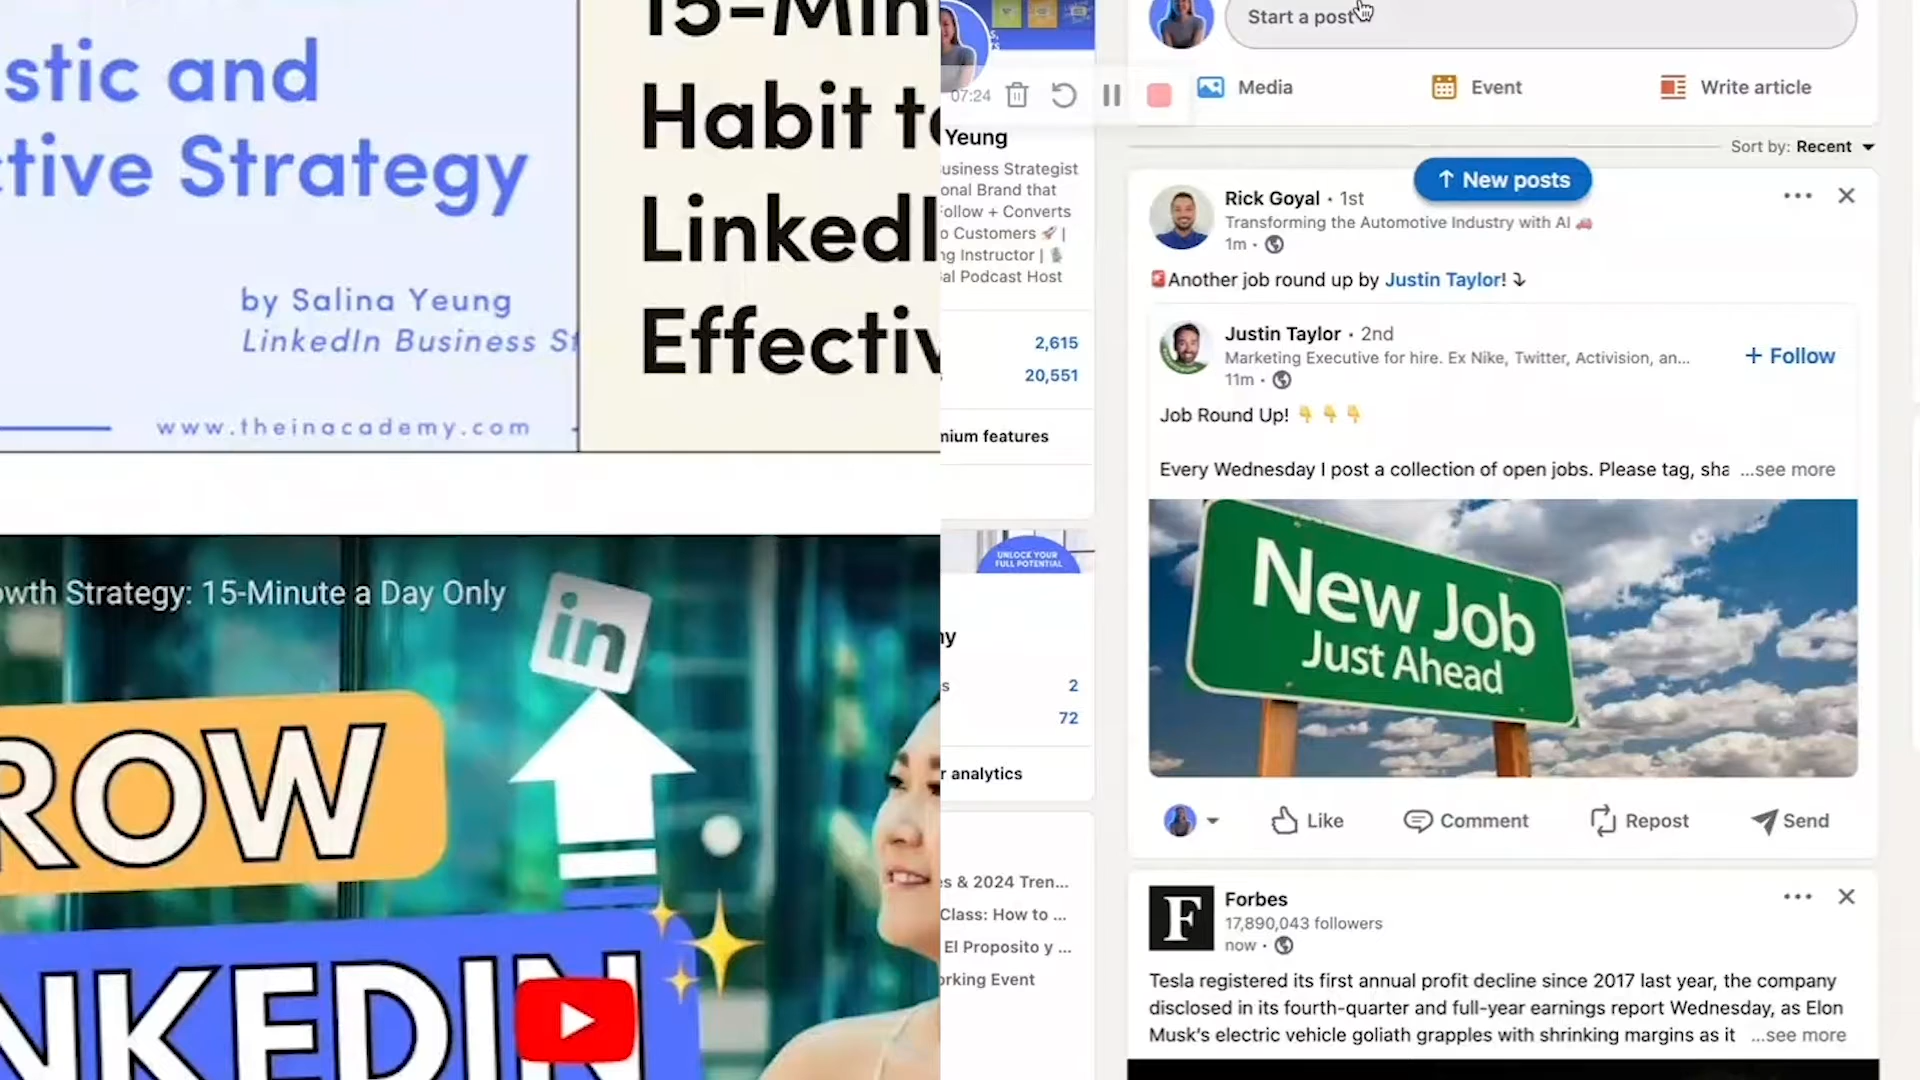 stic and
ctive Strategy
by Salina Yeung
LinkedIn Business St
www.theinacademy.com
15-Min
Habit to
LinkedI
Effectiv
owth Strategy: 15-Minute a Day Only
in
ROW
NKEDIN
07:24
Yeung
usiness Strategist
onal Brand that
Follow + Converts
o Customers 🚀 |
ng Instructor | 🎙
al Podcast Host
2,615
20,551
mium features
UNLOCK YOUR
FULL POTENTIAL
my
s 2
72
r analytics
es & 2024 Tren...
Class: How to ...
El Proposito y ...
orking Event
Start a post
Media
Event
Write article
Sort by: Recent
↑ New posts
Rick Goyal • 1st
Transforming the Automotive Industry with AI 🚗
1m •
🚨Another job round up by Justin Taylor! ⤵
Justin Taylor • 2nd
Marketing Executive for hire. Ex Nike, Twitter, Activision, an...
11m •
+ Follow
Job Round Up! 👇 👇 👇
Every Wednesday I post a collection of open jobs. Please tag, sha ...see more
New Job
Just Ahead
Like
Comment
Repost
Send
F
Forbes
17,890,043 followers
now •
Tesla registered its first annual profit decline since 2017 last year, the company
disclosed in its fourth-quarter and full-year earnings report Wednesday, as Elon
Musk's electric vehicle goliath grapples with shrinking margins as it ...see more